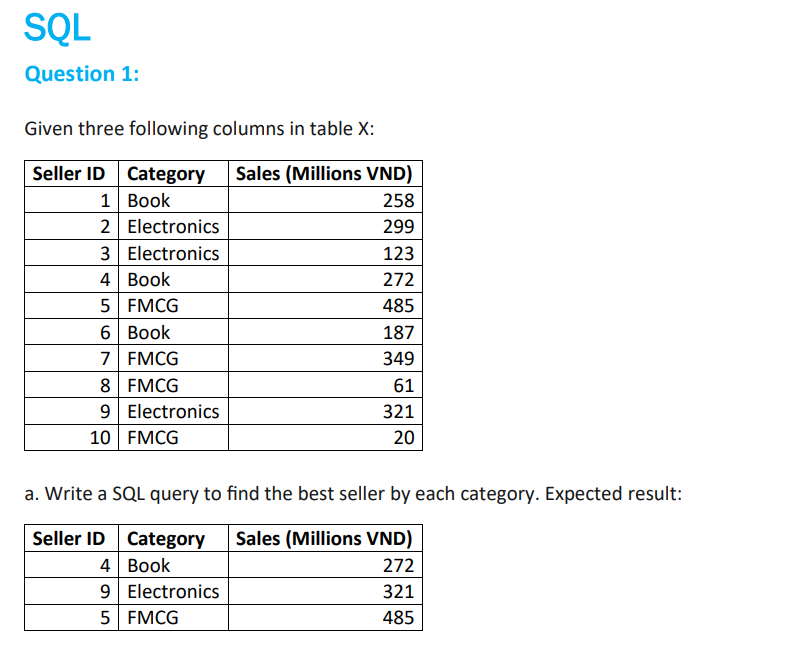 SQL
Question 1:
Given three following columns in table X:
Seller ID Category Sales (Millions VND)
1 Book 258
2 Electronics 299
3 Electronics 123
4 Book 272
5 FMCG 485
6 Book 187
7 FMCG 349
8 FMCG 61
9 Electronics 321
10 FMCG 20
a. Write a SQL query to find the best seller by each category. Expected result:
Seller ID Category Sales (Millions VND)
4 Book 272
9 Electronics 321
5 FMCG 485